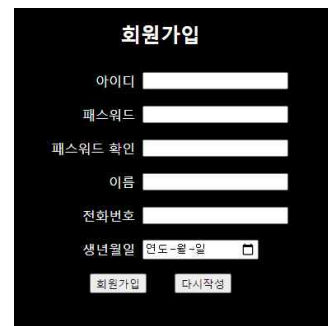 회원가입
아이디
패스워드
패스워드 확인
이름
전화번호
생년월일 연도-월-일
회원가입 다시작성